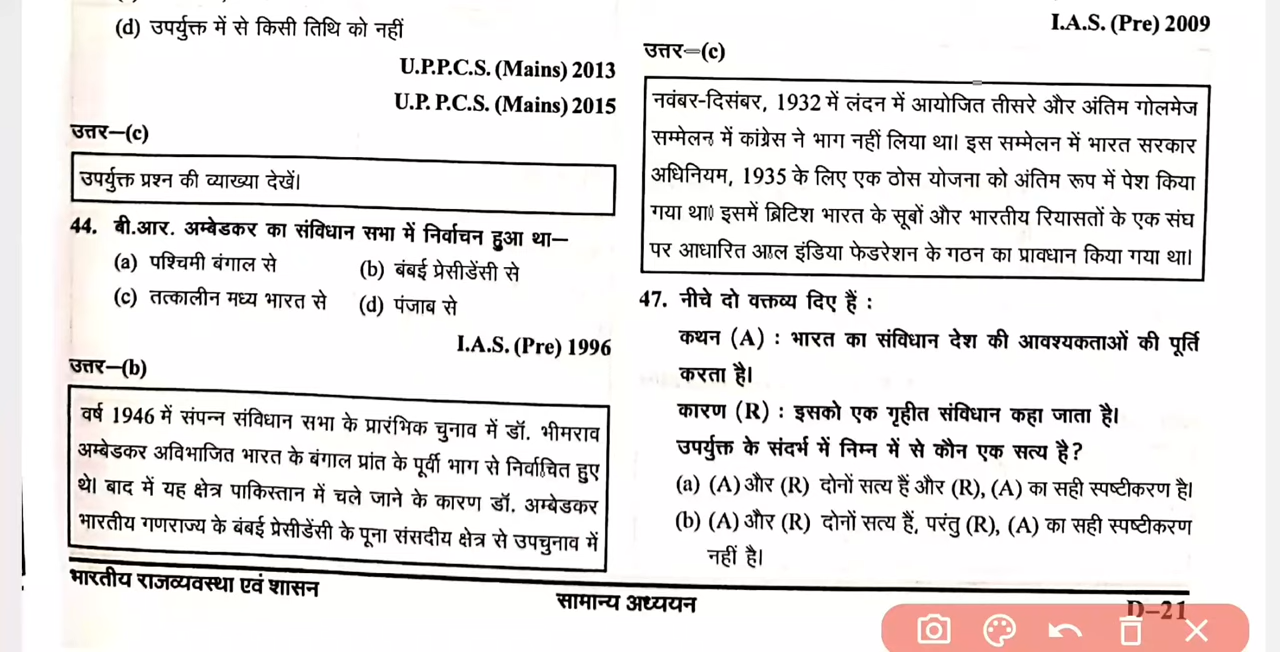 (d) उपर्युक्त में से किसी तिथि को नहीं
U.P.P.C.S. (Mains) 2013
U.P. P.C.S. (Mains) 2015
उत्तर—(c)
उपर्युक्त प्रश्न की व्याख्या देखें।
44. बी.आर. अम्बेडकर का संविधान सभा में निर्वाचन हुआ था—
(a) पश्चिमी बंगाल से (b) बंबई प्रेसीडेंसी से
(c) तत्कालीन मध्य भारत से (d) पंजाब से
I.A.S. (Pre) 1996
उत्तर—(b)
वर्ष 1946 में संपन्न संविधान सभा के प्रारंभिक चुनाव में डॉ. भीमराव
अम्बेडकर अविभाजित भारत के बंगाल प्रांत के पूर्वी भाग से निर्वाचित हुए
थे। बाद में यह क्षेत्र पाकिस्तान में चले जाने के कारण डॉ. अम्बेडकर
भारतीय गणराज्य के बंबई प्रेसीडेंसी के पूना संसदीय क्षेत्र से उपचुनाव में
I.A.S. (Pre) 2009
उत्तर—(c)
नवंबर-दिसंबर, 1932 में लंदन में आयोजित तीसरे और अंतिम गोलमेज
सम्मेलन में कांग्रेस ने भाग नहीं लिया था। इस सम्मेलन में भारत सरकार
अधिनियम, 1935 के लिए एक ठोस योजना को अंतिम रूप में पेश किया
गया था। इसमें ब्रिटिश भारत के सूबों और भारतीय रियासतों के एक संघ
पर आधारित आल इंडिया फेडरेशन के गठन का प्रावधान किया गया था।
47. नीचे दो वक्तव्य दिए हैं :
कथन (A) : भारत का संविधान देश की आवश्यकताओं की पूर्ति
करता है।
कारण (R) : इसको एक गृहीत संविधान कहा जाता है।
उपर्युक्त के संदर्भ में निम्न में से कौन एक सत्य है?
(a) (A) और (R) दोनों सत्य हैं और (R), (A) का सही स्पष्टीकरण है।
(b) (A) और (R) दोनों सत्य हैं, परंतु (R), (A) का सही स्पष्टीकरण
नहीं है।
भारतीय राजव्यवस्था एवं शासन
सामान्य अध्ययन
D—21